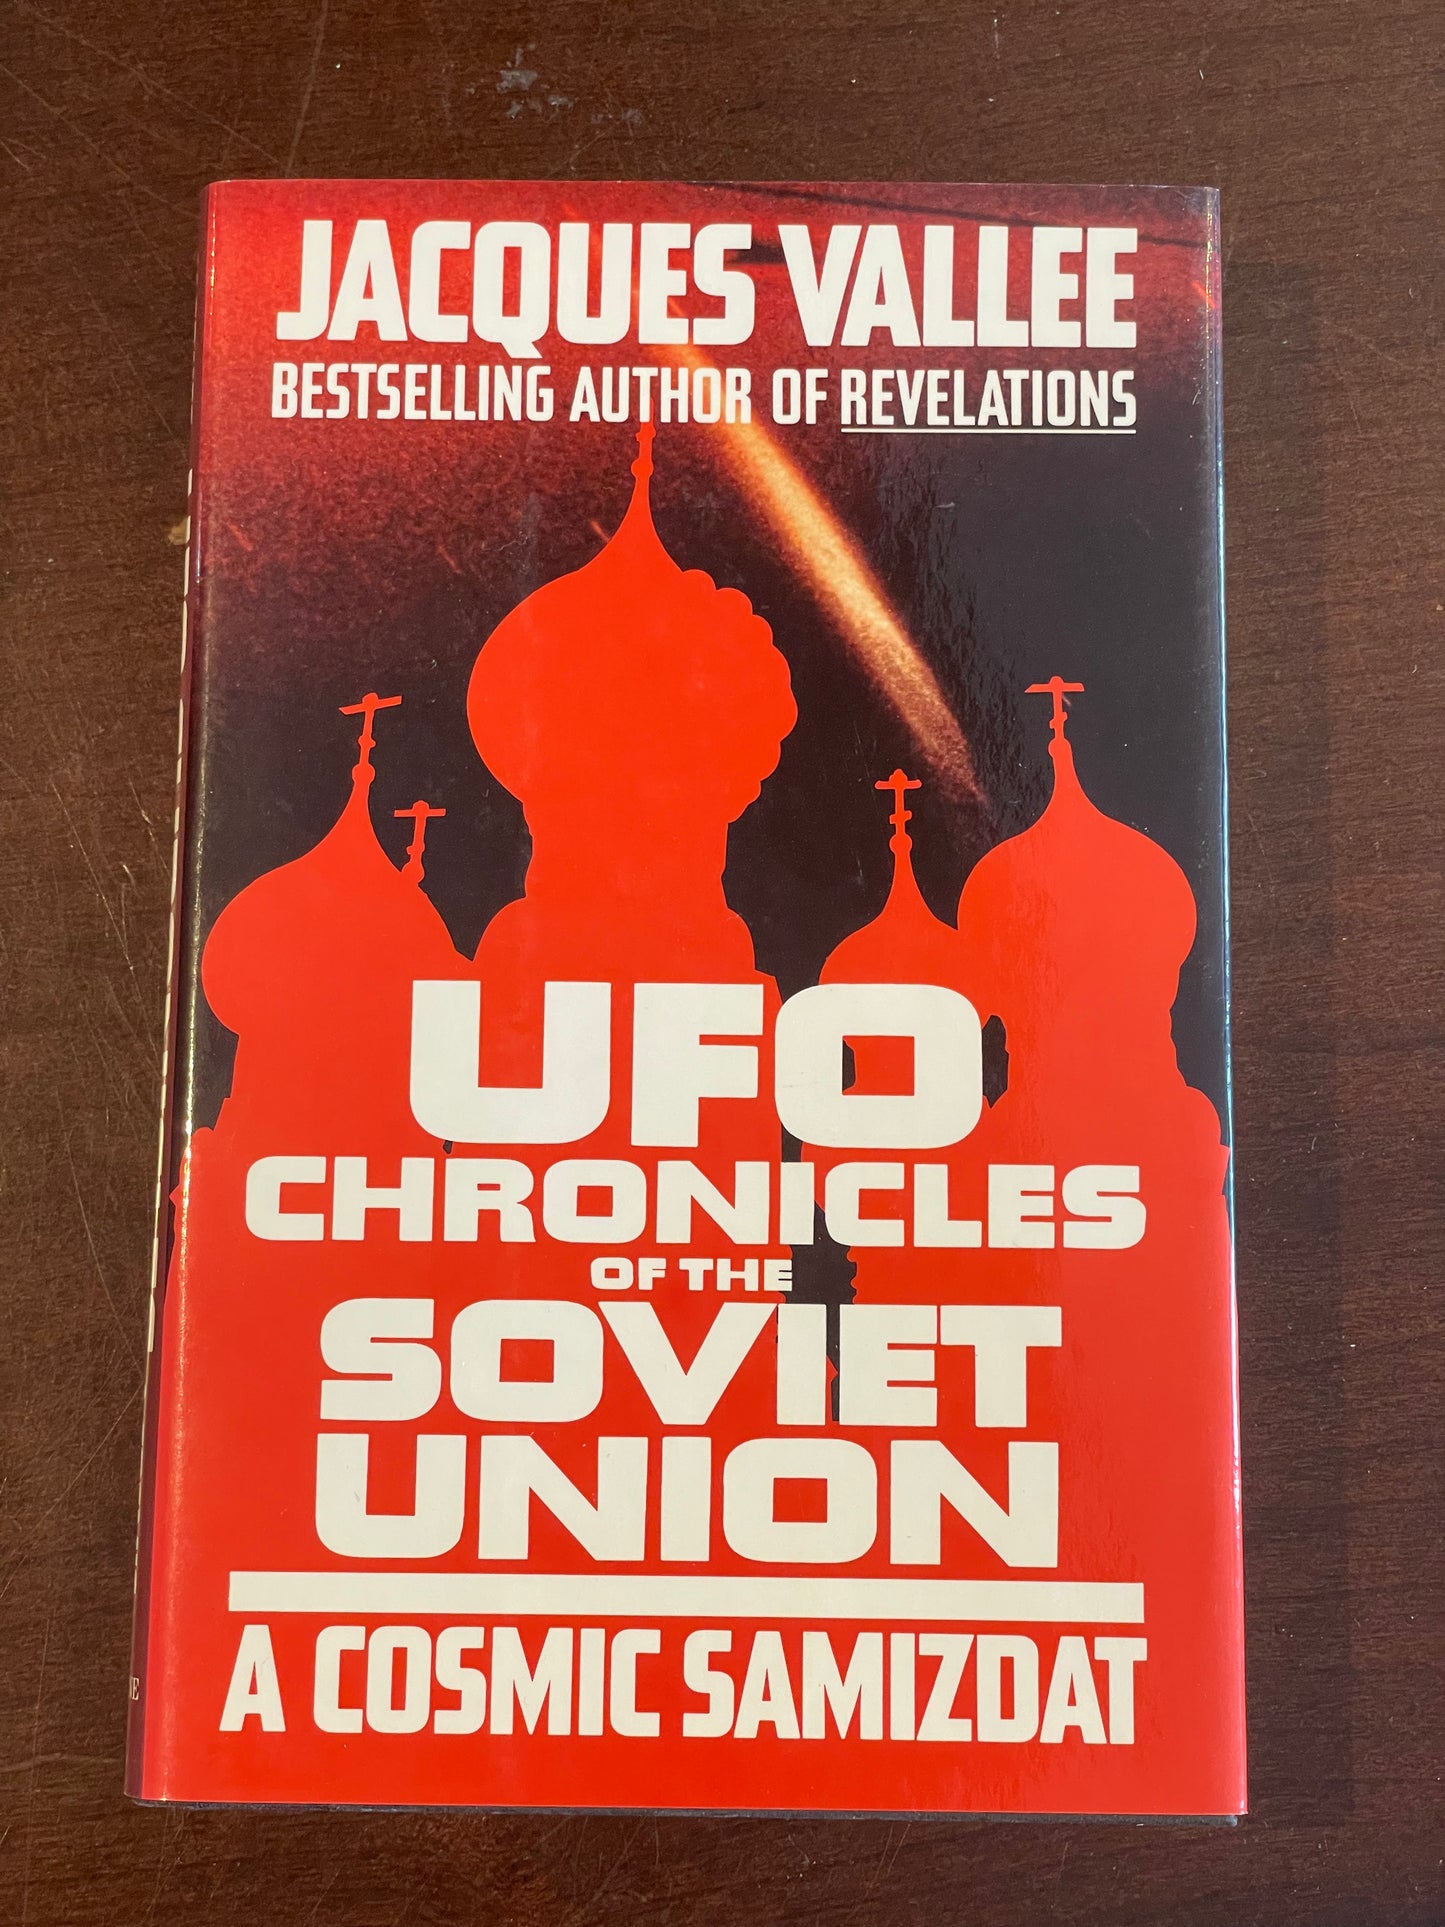 JACQUES VALLEE
BESTSELLING AUTHOR OF REVELATIONS
UFO
CHRONICLES
OF THE
SOVIET
UNION
A COSMIC SAMIZDAT